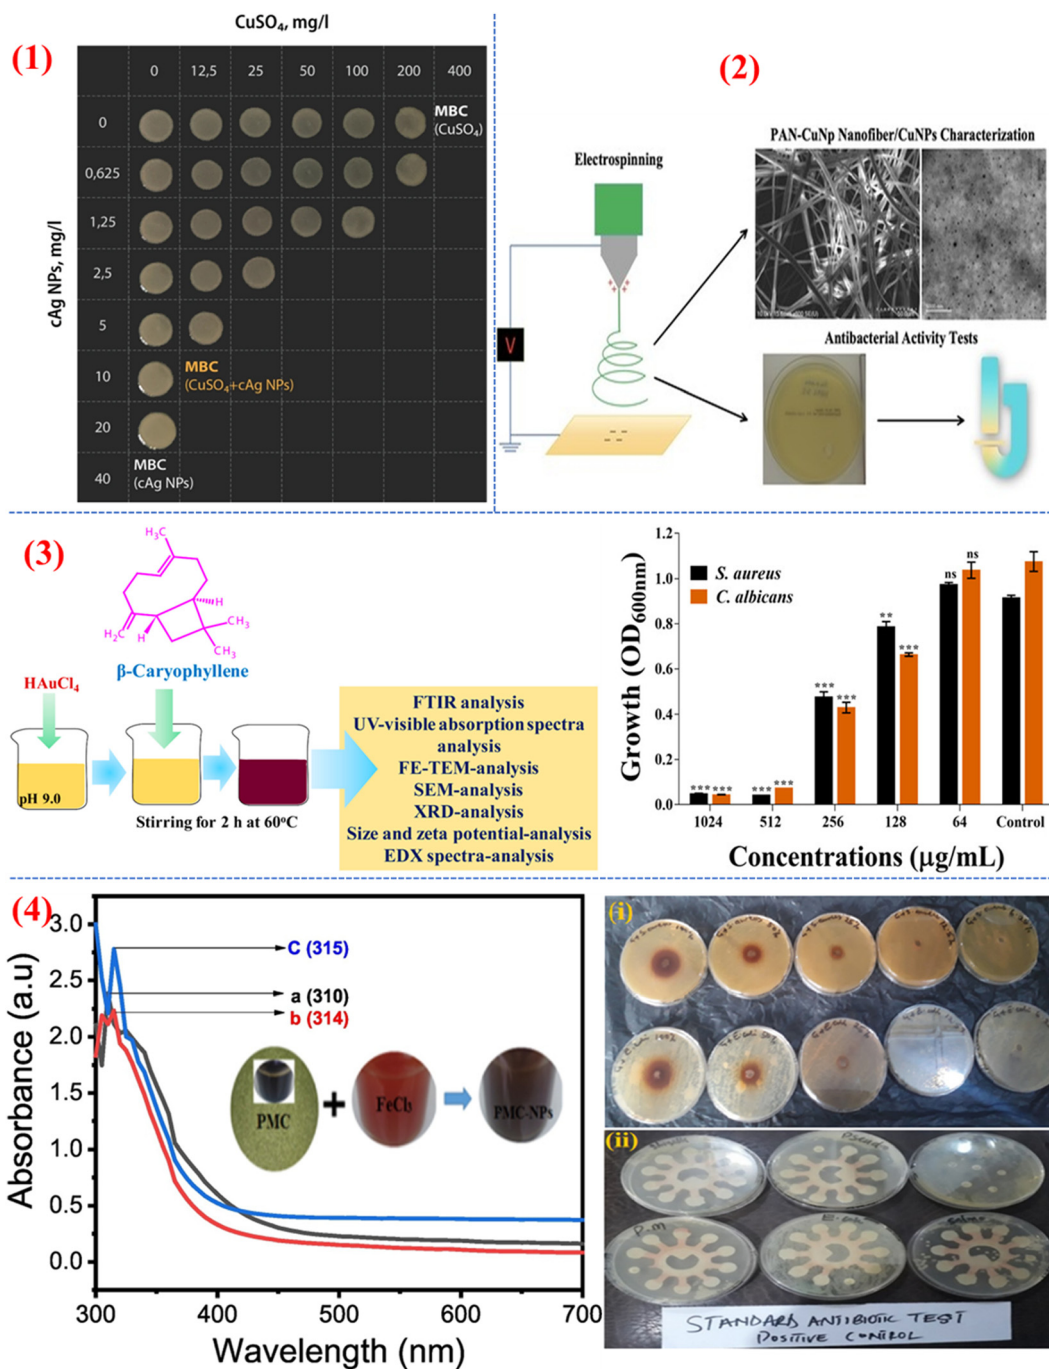 (1)
CuSO₄, mg/l
0 12,5 25 50 100 200 400
cAg NPs, mg/l
0
MBC
(CuSO₄)
0,625
1,25
2,5
5
MBC
(CuSO₄+cAg NPs)
10
20
MBC
(cAg NPs)
40
(2)
Electrospinning
V
PAN-CuNp Nanofiber/CuNPs Characterization
Antibacterial Activity Tests
(3)
H₃C
H
H₂C
H
CH₃
CH₃
β-Caryophyllene
HAuCl₄
pH 9.0
Stirring for 2 h at 60°C
FTIR analysis
UV-visible absorption spectra
analysis
FE-TEM-analysis
SEM-analysis
XRD-analysis
Size and zeta potential-analysis
EDX spectra-analysis
Growth (OD600nm)
1.2
1.0
0.8
0.6
0.4
0.2
0.0
S. aureus
C. albicans
*** *** *** *** *** *** ** *** ns ns
1024 512 256 128 64 Control
Concentrations (µg/mL)
(4)
Absorbance (a.u)
3.0
2.5
2.0
1.5
1.0
0.5
0.0
C (315)
a (310)
b (314)
PMC
+
FeCl₃
PMC-NPs
300 400 500 600 700
Wavelength (nm)
(i)
(ii)
Pseudo
P-M
E-coli
STANDARD ANTIBIOTIC TEST
POSITIVE CONTROL